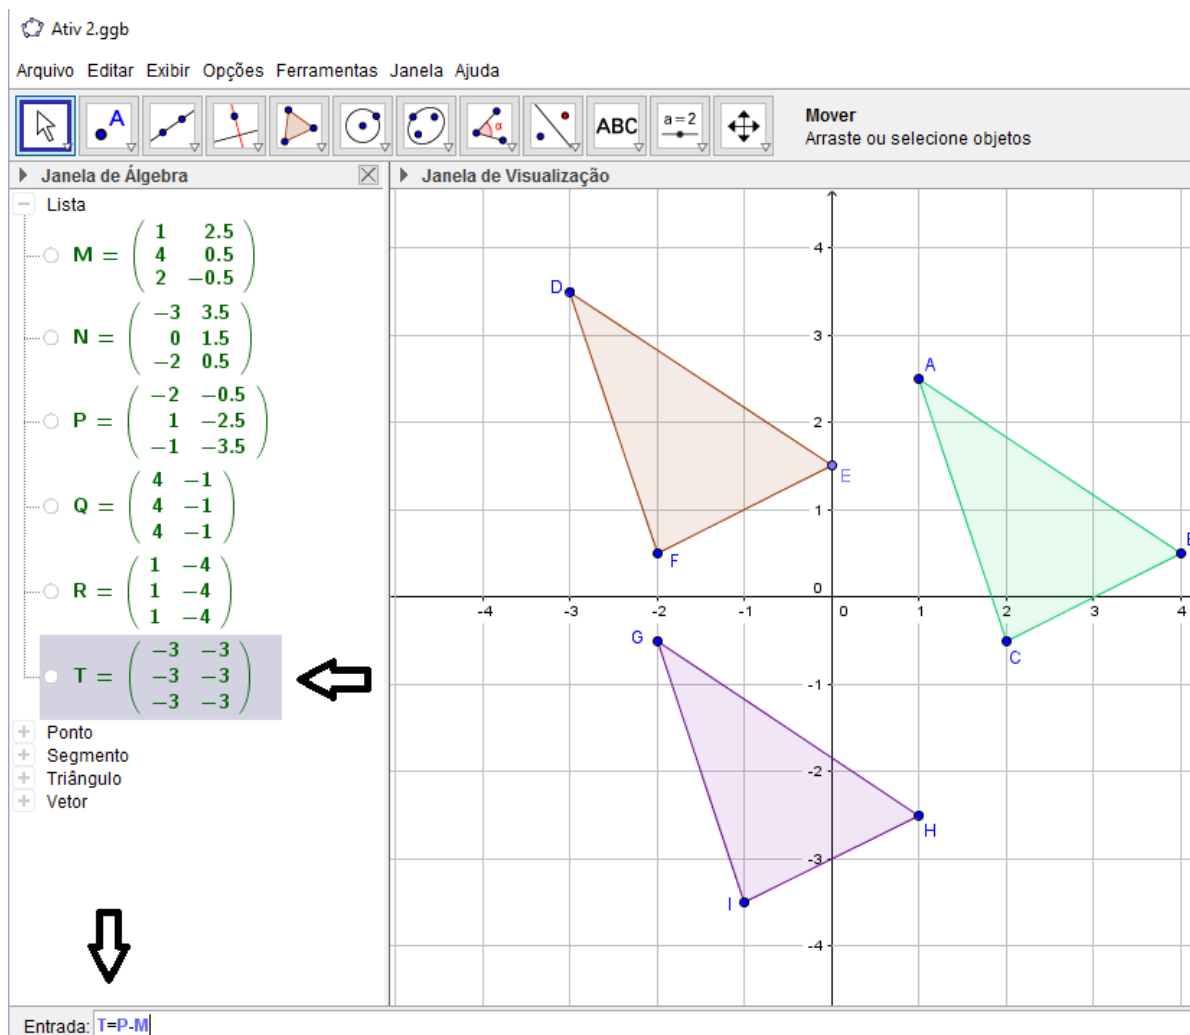 Ativ 2.ggb
Arquivo Editar Exibir Opções Ferramentas Janela Ajuda
A
α
ABC
a=2
Mover
Arraste ou selecione objetos
Janela de Álgebra
Janela de Visualização
Lista
M =
1 2.5
4 0.5
2 −0.5
N =
−3 3.5
0 1.5
−2 0.5
P =
−2 −0.5
1 −2.5
−1 −3.5
Q =
4 −1
4 −1
4 −1
R =
1 −4
1 −4
1 −4
T =
−3 −3
−3 −3
−3 −3
Ponto
Segmento
Triângulo
Vetor
4
D
3
A
2
E
1
B
F
0
-4 -3 -2 -1 0 1 2 3 4
G
C
-1
-2
H
-3
I
-4
Entrada: T=P-M